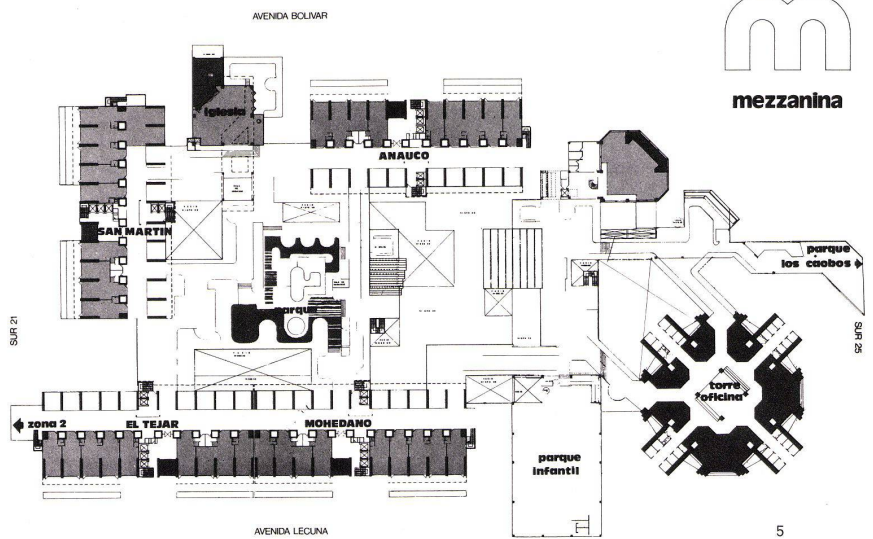 AVENIDA BOLIVAR
m
mezzanina
iglesia
ANAUCO
SAN MARTIN
parque
los caobos
SUR 21
parque
SUR 25
torre
oficina
zona 2
EL TEJAR
MOHEDANO
parque
infantil
AVENIDA LECUNA
5